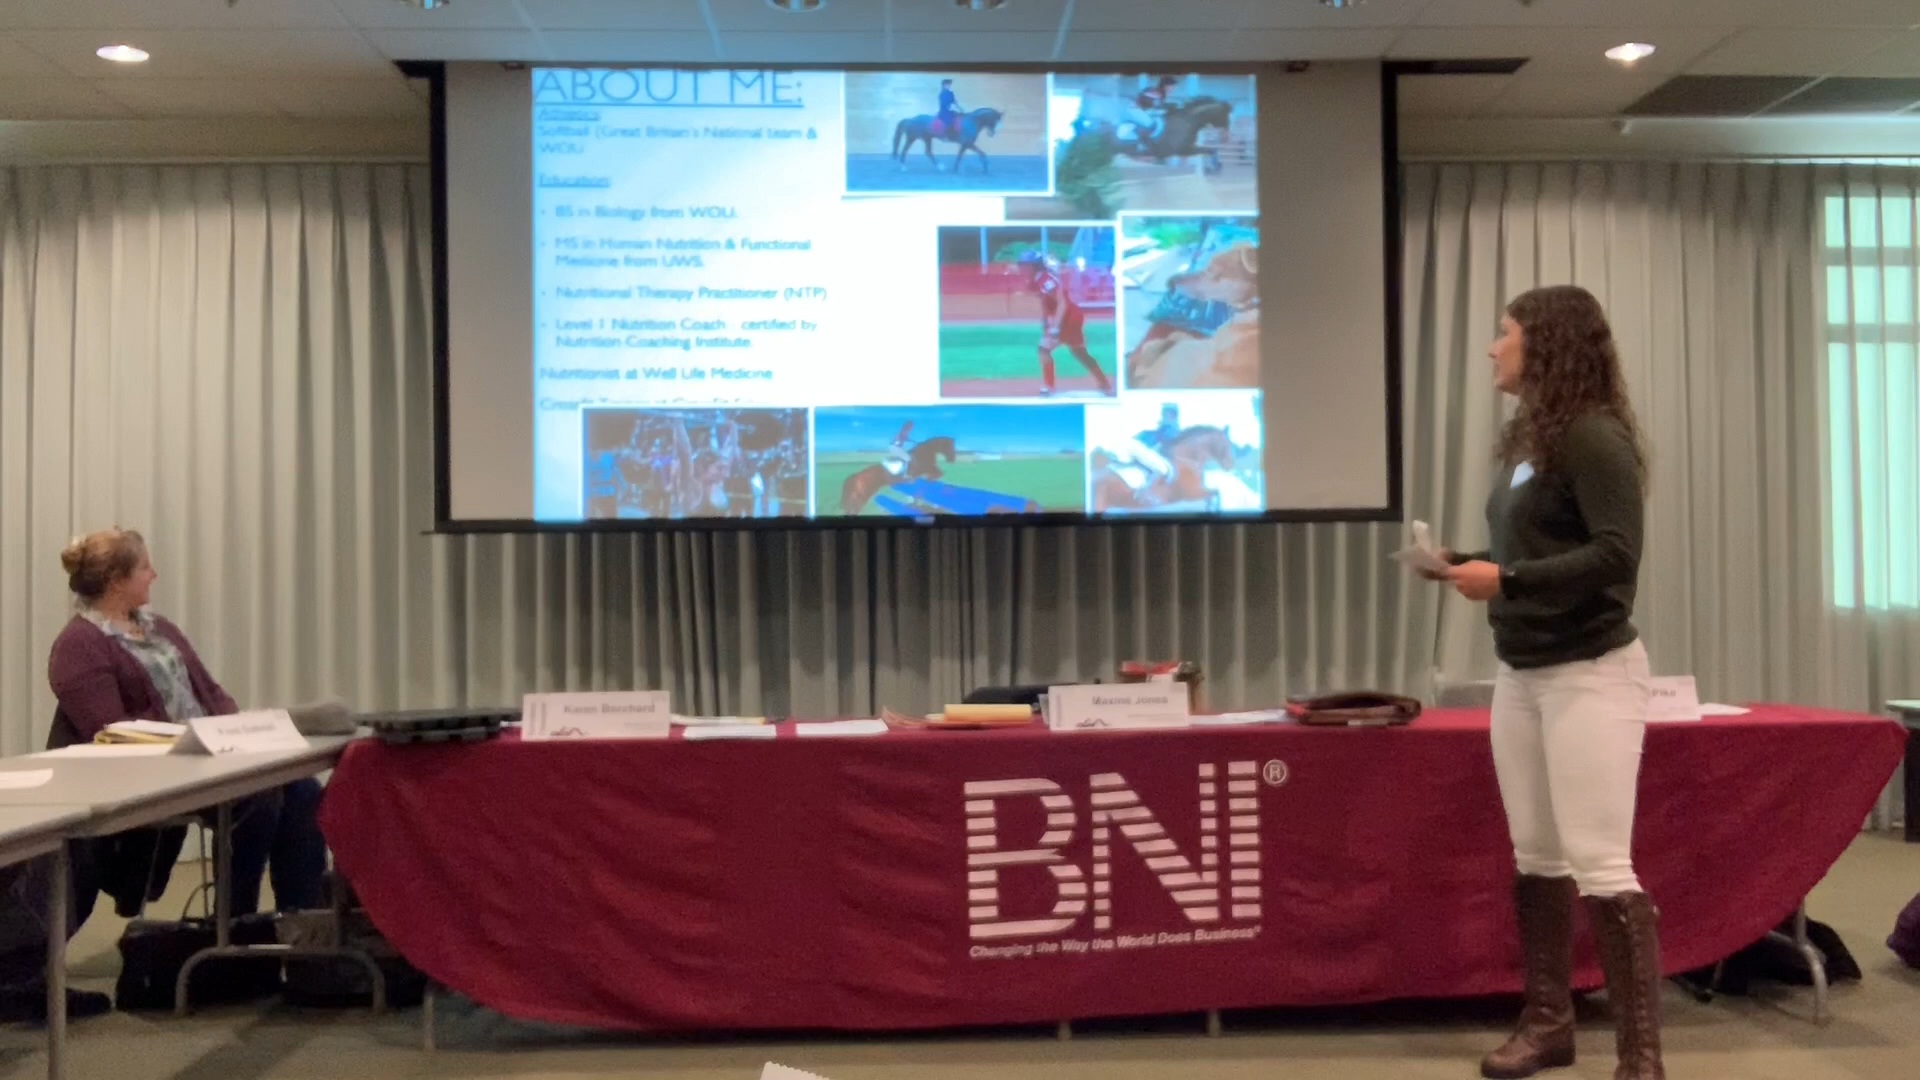 ABOUT ME:
Athletics
Softball (Great Britain's National team &
WOU
Education:
• BS in Biology from WOU.
• MS in Human Nutrition & Functional
Medicine from UWS.
• Nutritional Therapy Practitioner (NTP)
• Level 1 Nutrition Coach - certified by
Nutrition Coaching Institute
Nutritionist at Well Life Medicine
Karen Borchard
Maxine Jones
Pike
BNI®
Changing the Way the World Does Business®